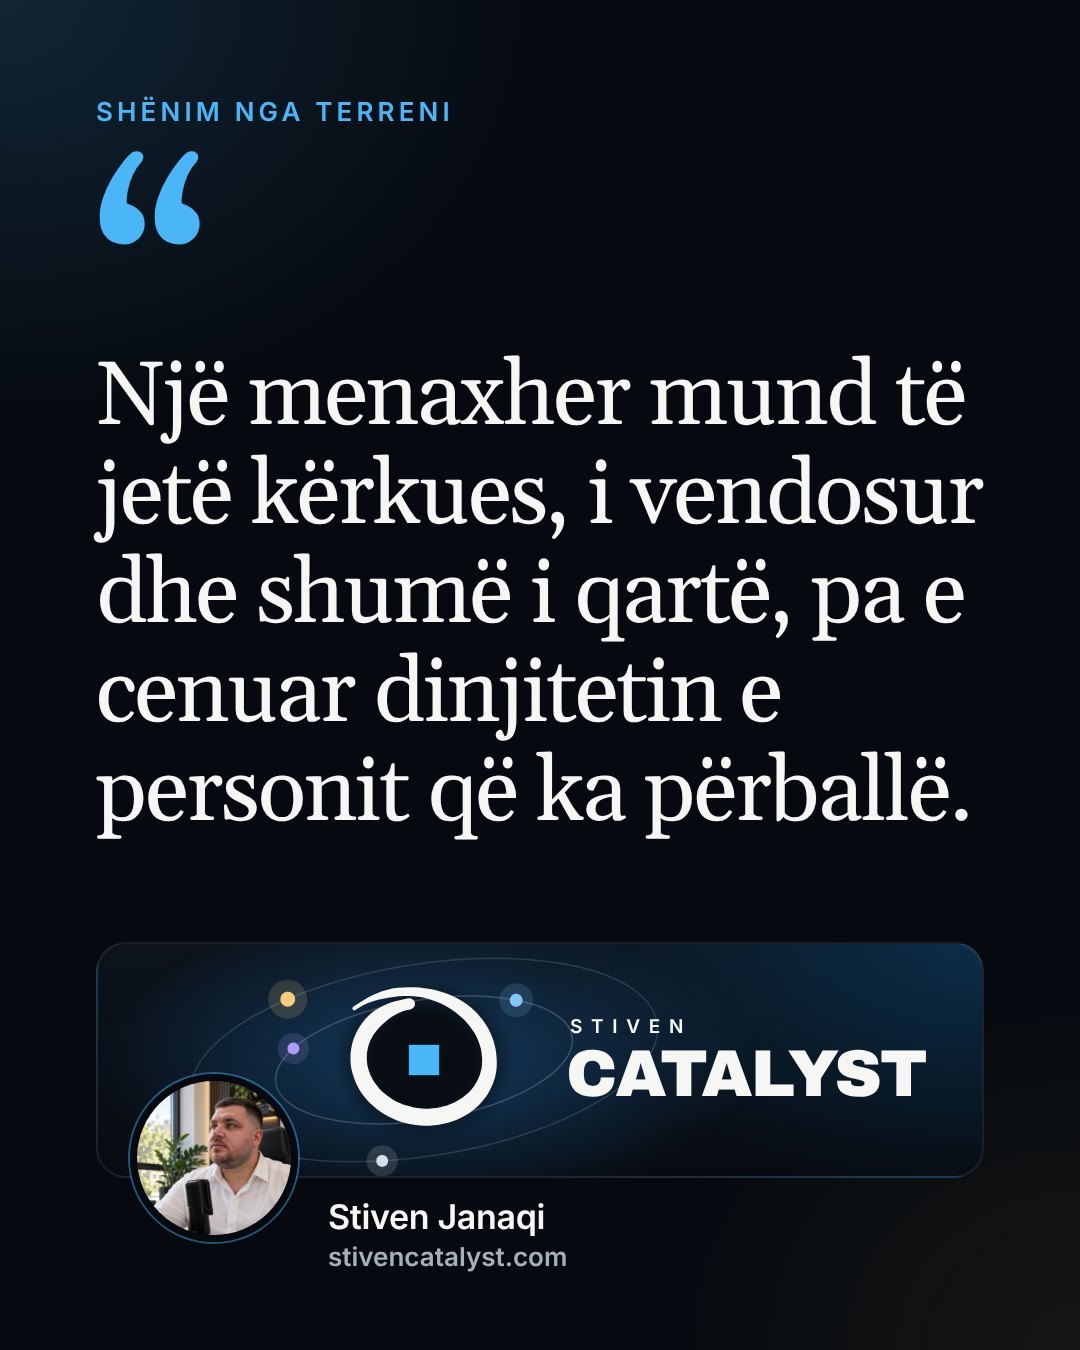 SHËNIM NGA TERRENI
“
Një menaxher mund të
jetë kërkues, i vendosur
dhe shumë i qartë, pa e
cenuar dinjitetin e
personit që ka përballë.
STIVEN
CATALYST
Stiven Janaqi
stivencatalyst.com